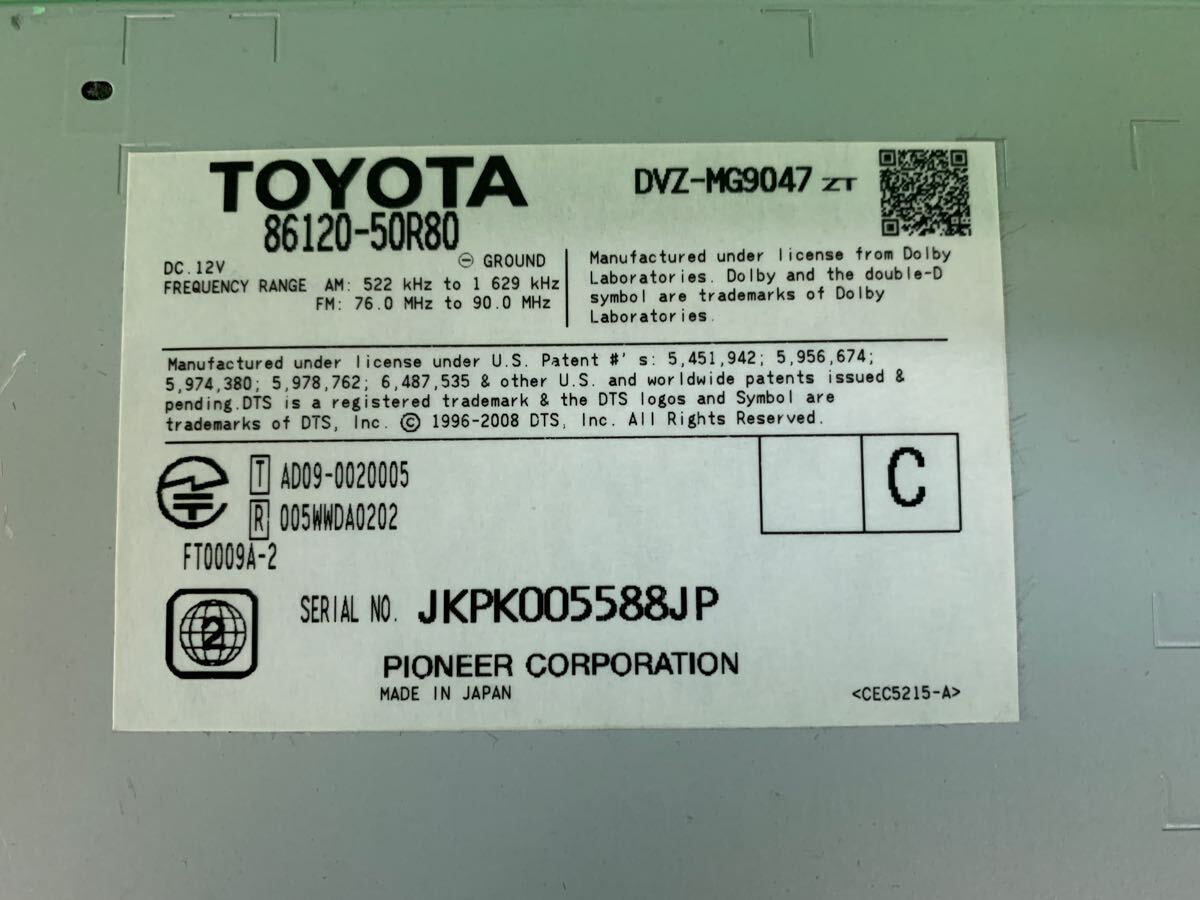 TOYOTA
86120-50R80
DVZ-MG9047 ZT
DC.12V
⊖ GROUND
FREQUENCY RANGE AM: 522 kHz to 1 629 kHz
FM: 76.0 MHz to 90.0 MHz
Manufactured under license from Dolby
Laboratories. Dolby and the double-D
symbol are trademarks of Dolby
Laboratories.
Manufactured under license under U.S. Patent #' s: 5,451,942; 5,956,674;
5,974,380; 5,978,762; 6,487,535 & other U.S. and worldwide patents issued &
pending.DTS is a registered trademark & the DTS logos and Symbol are
trademarks of DTS, Inc. © 1996-2008 DTS, Inc. All Rights Reserved.
T AD09-0020005
R 005WWDA0202
FT0009A-2
C
2
SERIAL NO. JKPK005588JP
PIONEER CORPORATION
MADE IN JAPAN
<CEC5215-A>